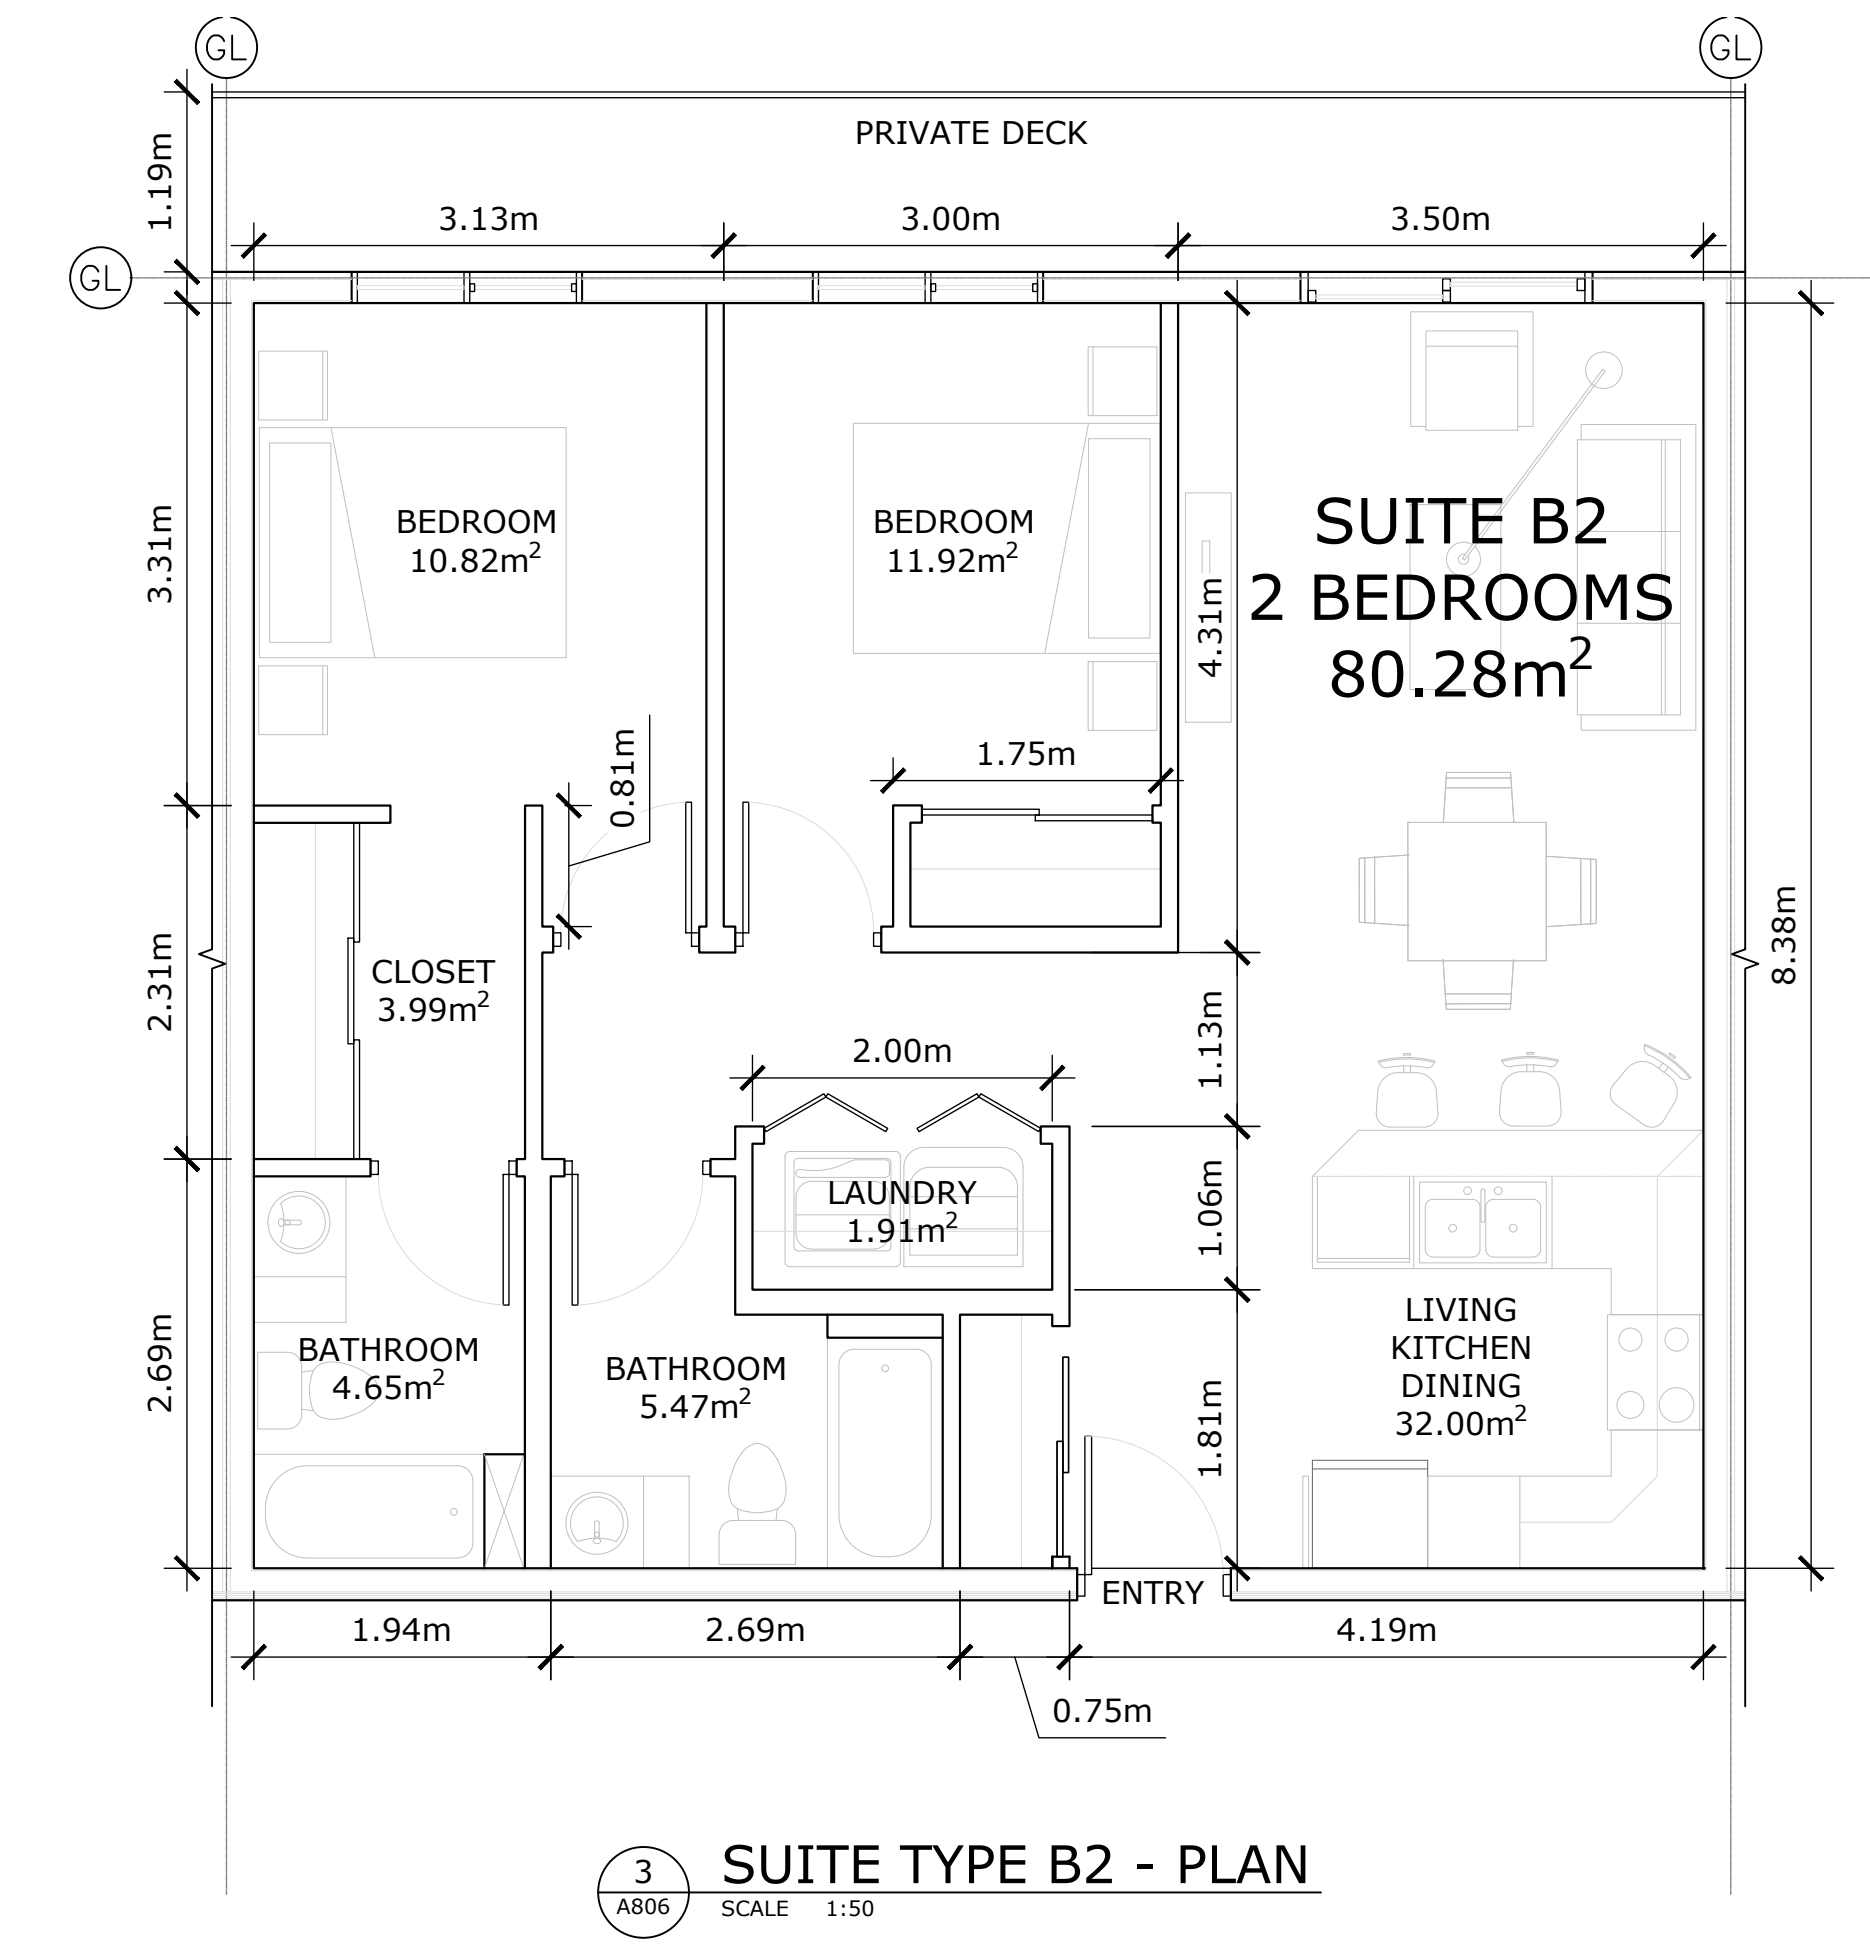 GL
GL
PRIVATE DECK
1.19m
3.13m
3.00m
3.50m
GL
SUITE B2
2 BEDROOMS
80.28m²
BEDROOM
10.82m²
BEDROOM
11.92m²
3.31m
4.31m
0.81m
1.75m
8.38m
CLOSET
3.99m²
2.31m
2.00m
1.13m
LAUNDRY
1.91m²
1.06m
LIVING
KITCHEN
DINING
32.00m²
BATHROOM
4.65m²
BATHROOM
5.47m²
2.69m
1.81m
ENTRY
1.94m
2.69m
4.19m
0.75m
3
A806
SUITE TYPE B2 - PLAN
SCALE 1:50